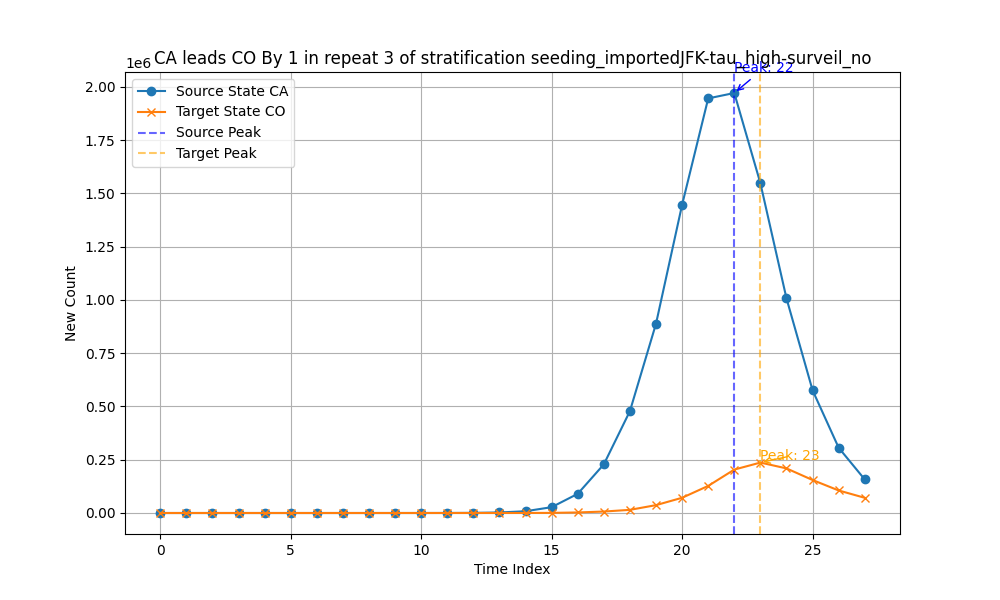 CA leads CO By 1 in repeat 3 of stratification seeding_importedJFK-tau_high-surveil_no
1e6
Peak: 22
Source State CA
Target State CO
Source Peak
Target Peak
2.00
1.75
1.50
1.25
1.00
0.75
0.50
0.25
0.00
New Count
Peak: 23
0
5
10
15
20
25
Time Index